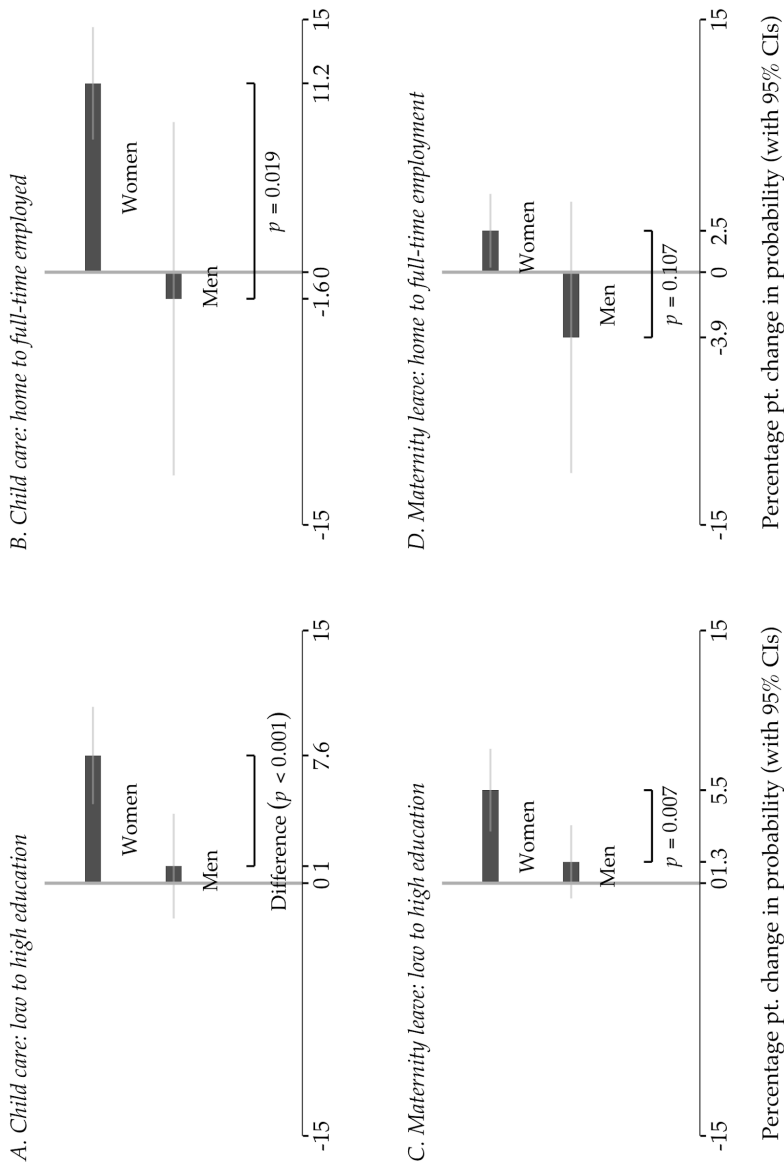 A. Child care: low to high education
Women
Men
Difference (p < 0.001)
-15 0 1 7.6 15
B. Child care: home to full-time employed
Women
Men
p = 0.019
-15 -1.6 0 11.2 15
C. Maternity leave: low to high education
Women
Men
p = 0.007
-15 0 1.3 5.5 15
Percentage pt. change in probability (with 95% CIs)
D. Maternity leave: home to full-time employment
Women
Men
p = 0.107
-15 -3.9 0 2.5 15
Percentage pt. change in probability (with 95% CIs)